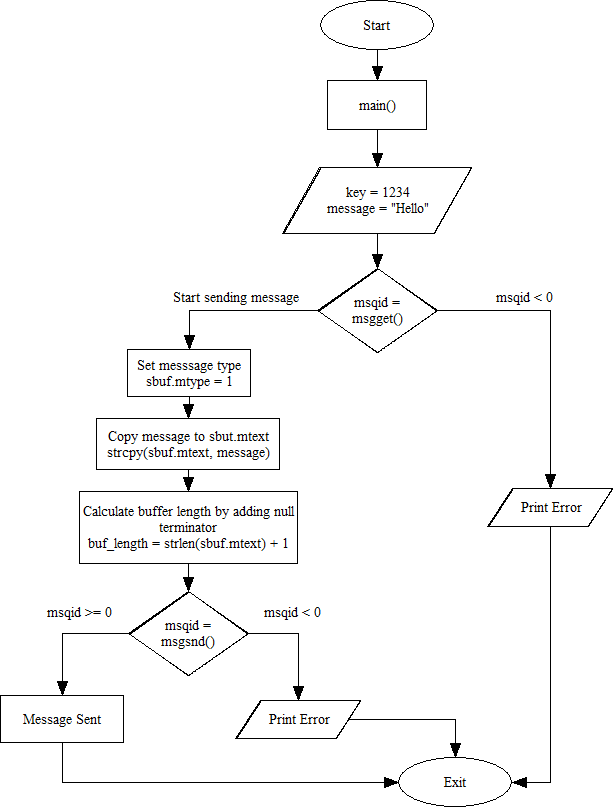 Start
main()
key = 1234
message = "Hello"
msqid =
msgget()
Start sending message
msqid < 0
Set messsage type
sbuf.mtype = 1
Copy message to sbut.mtext
strcpy(sbuf.mtext, message)
Calculate buffer length by adding null
terminator
buf_length = strlen(sbuf.mtext) + 1
Print Error
msqid >= 0
msqid =
msgsnd()
msqid < 0
Message Sent
Print Error
Exit